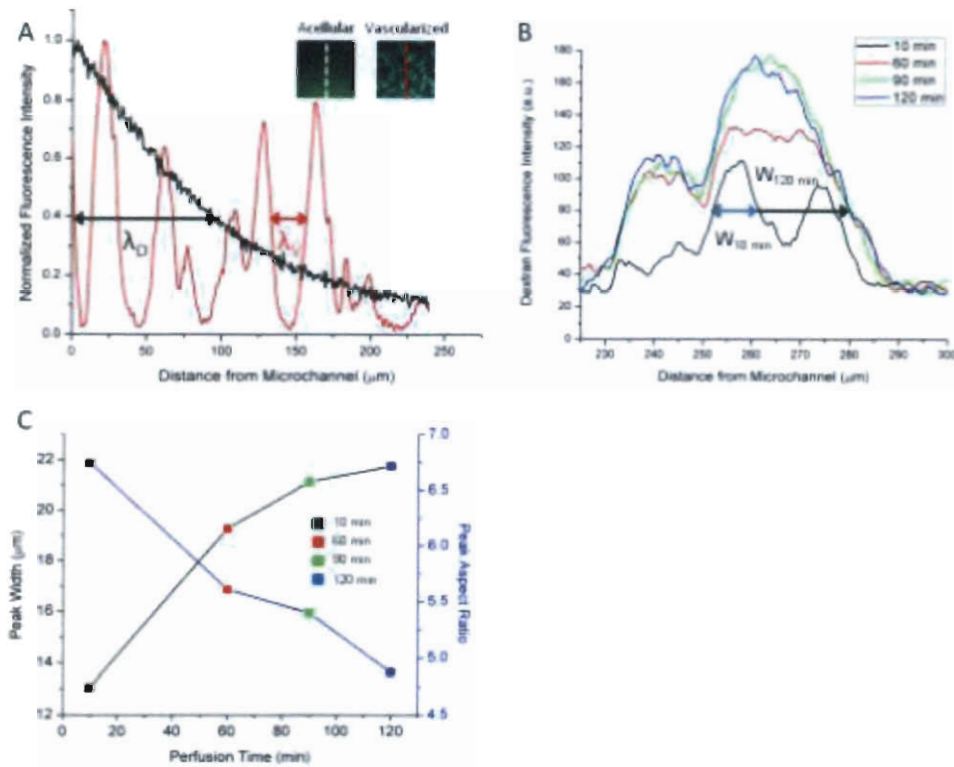 A
Acellular Vascularized
Normalized Fluorescence Intensity
1.0
0.8
0.6
0.4
0.2
0.0
λ_D
λ
0 50 100 150 200 250
Distance from Microchannel (μm)
B
Dextran Fluorescence Intensity (a.u.)
180
160
140
120
100
80
60
40
20
0
10 min
60 min
90 min
120 min
W120 min
W10 min
230 240 250 260 270 280 290 300
Distance from Microchannel (μm)
C
Peak Width (μm)
22
20
18
16
14
12
10 min
60 min
90 min
120 min
7.0
6.5
6.0
5.5
5.0
4.5
Peak Aspect Ratio
0 20 40 60 80 100 120
Perfusion Time (min)